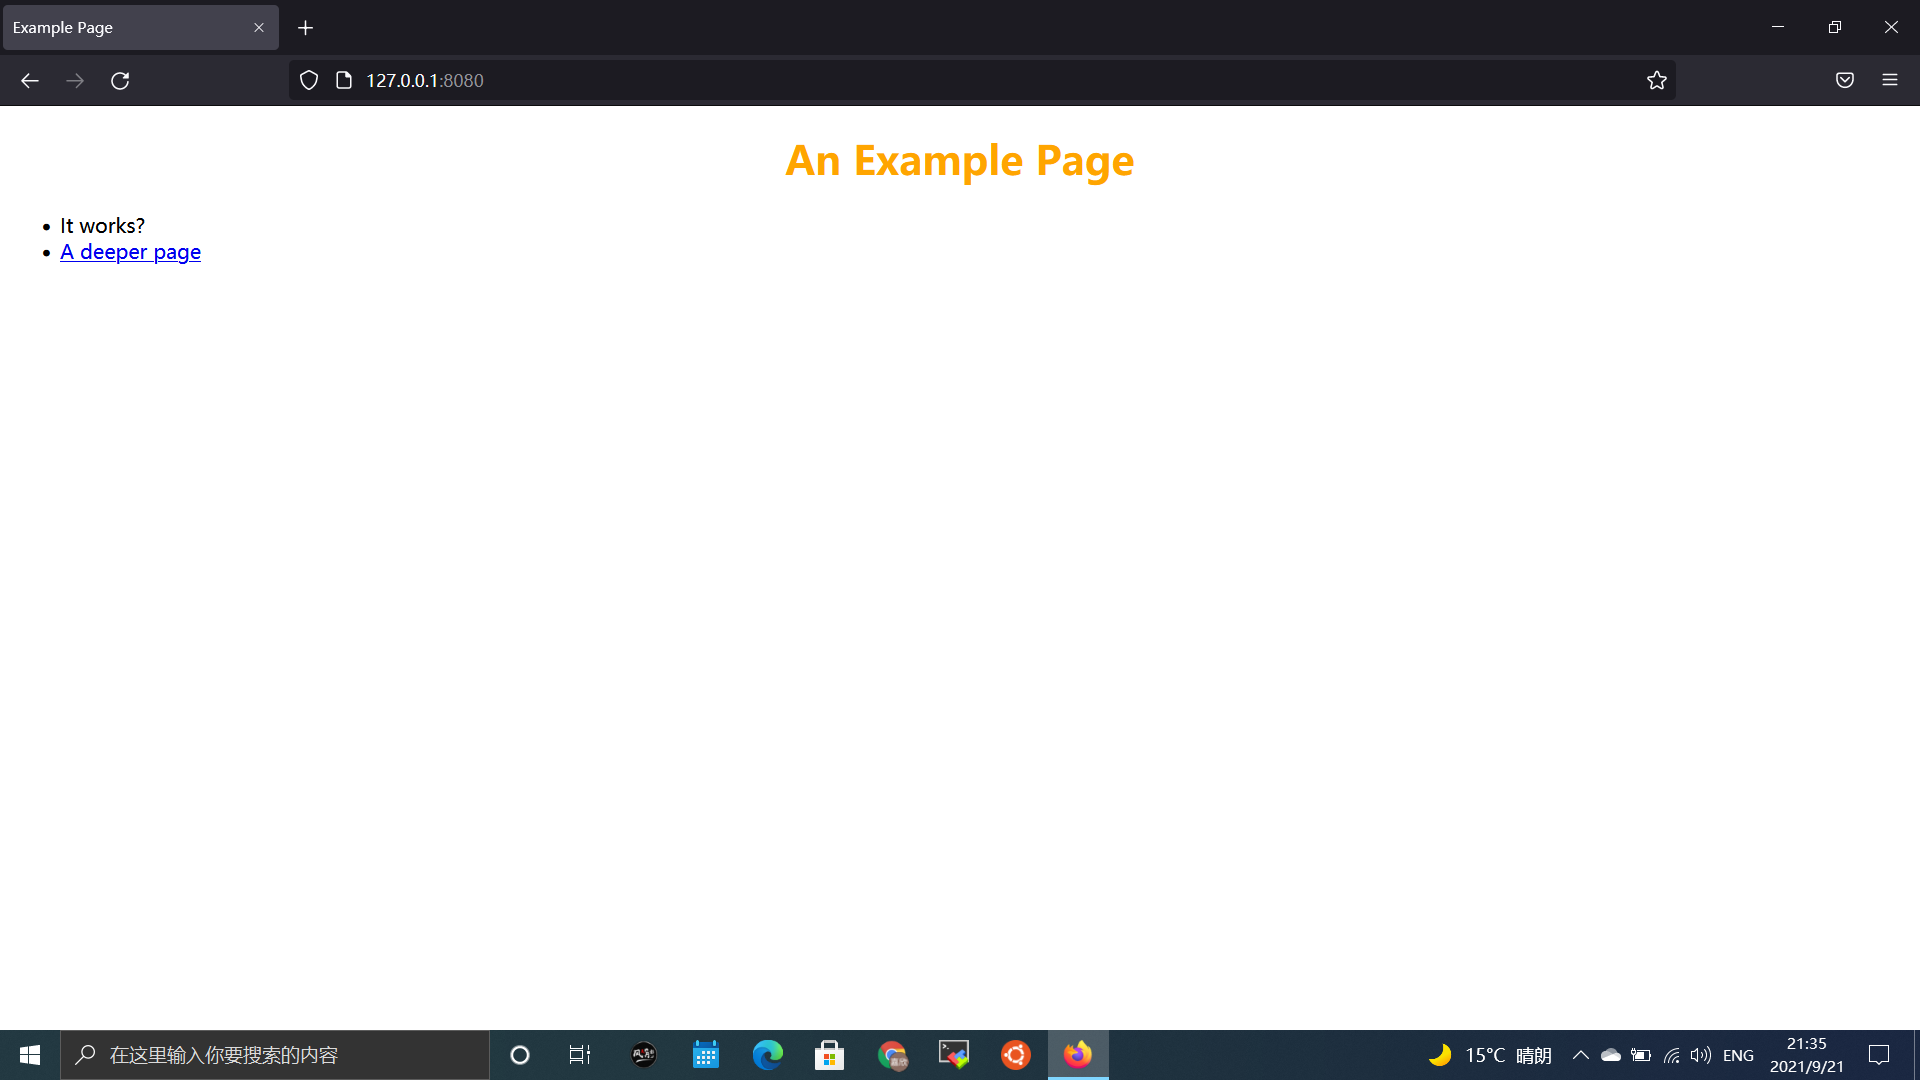 Example Page
127.0.0.1:8080
An Example Page
It works?
A deeper page
在这里输入你要搜索的内容
15°C 晴朗
ENG
21:35
2021/9/21